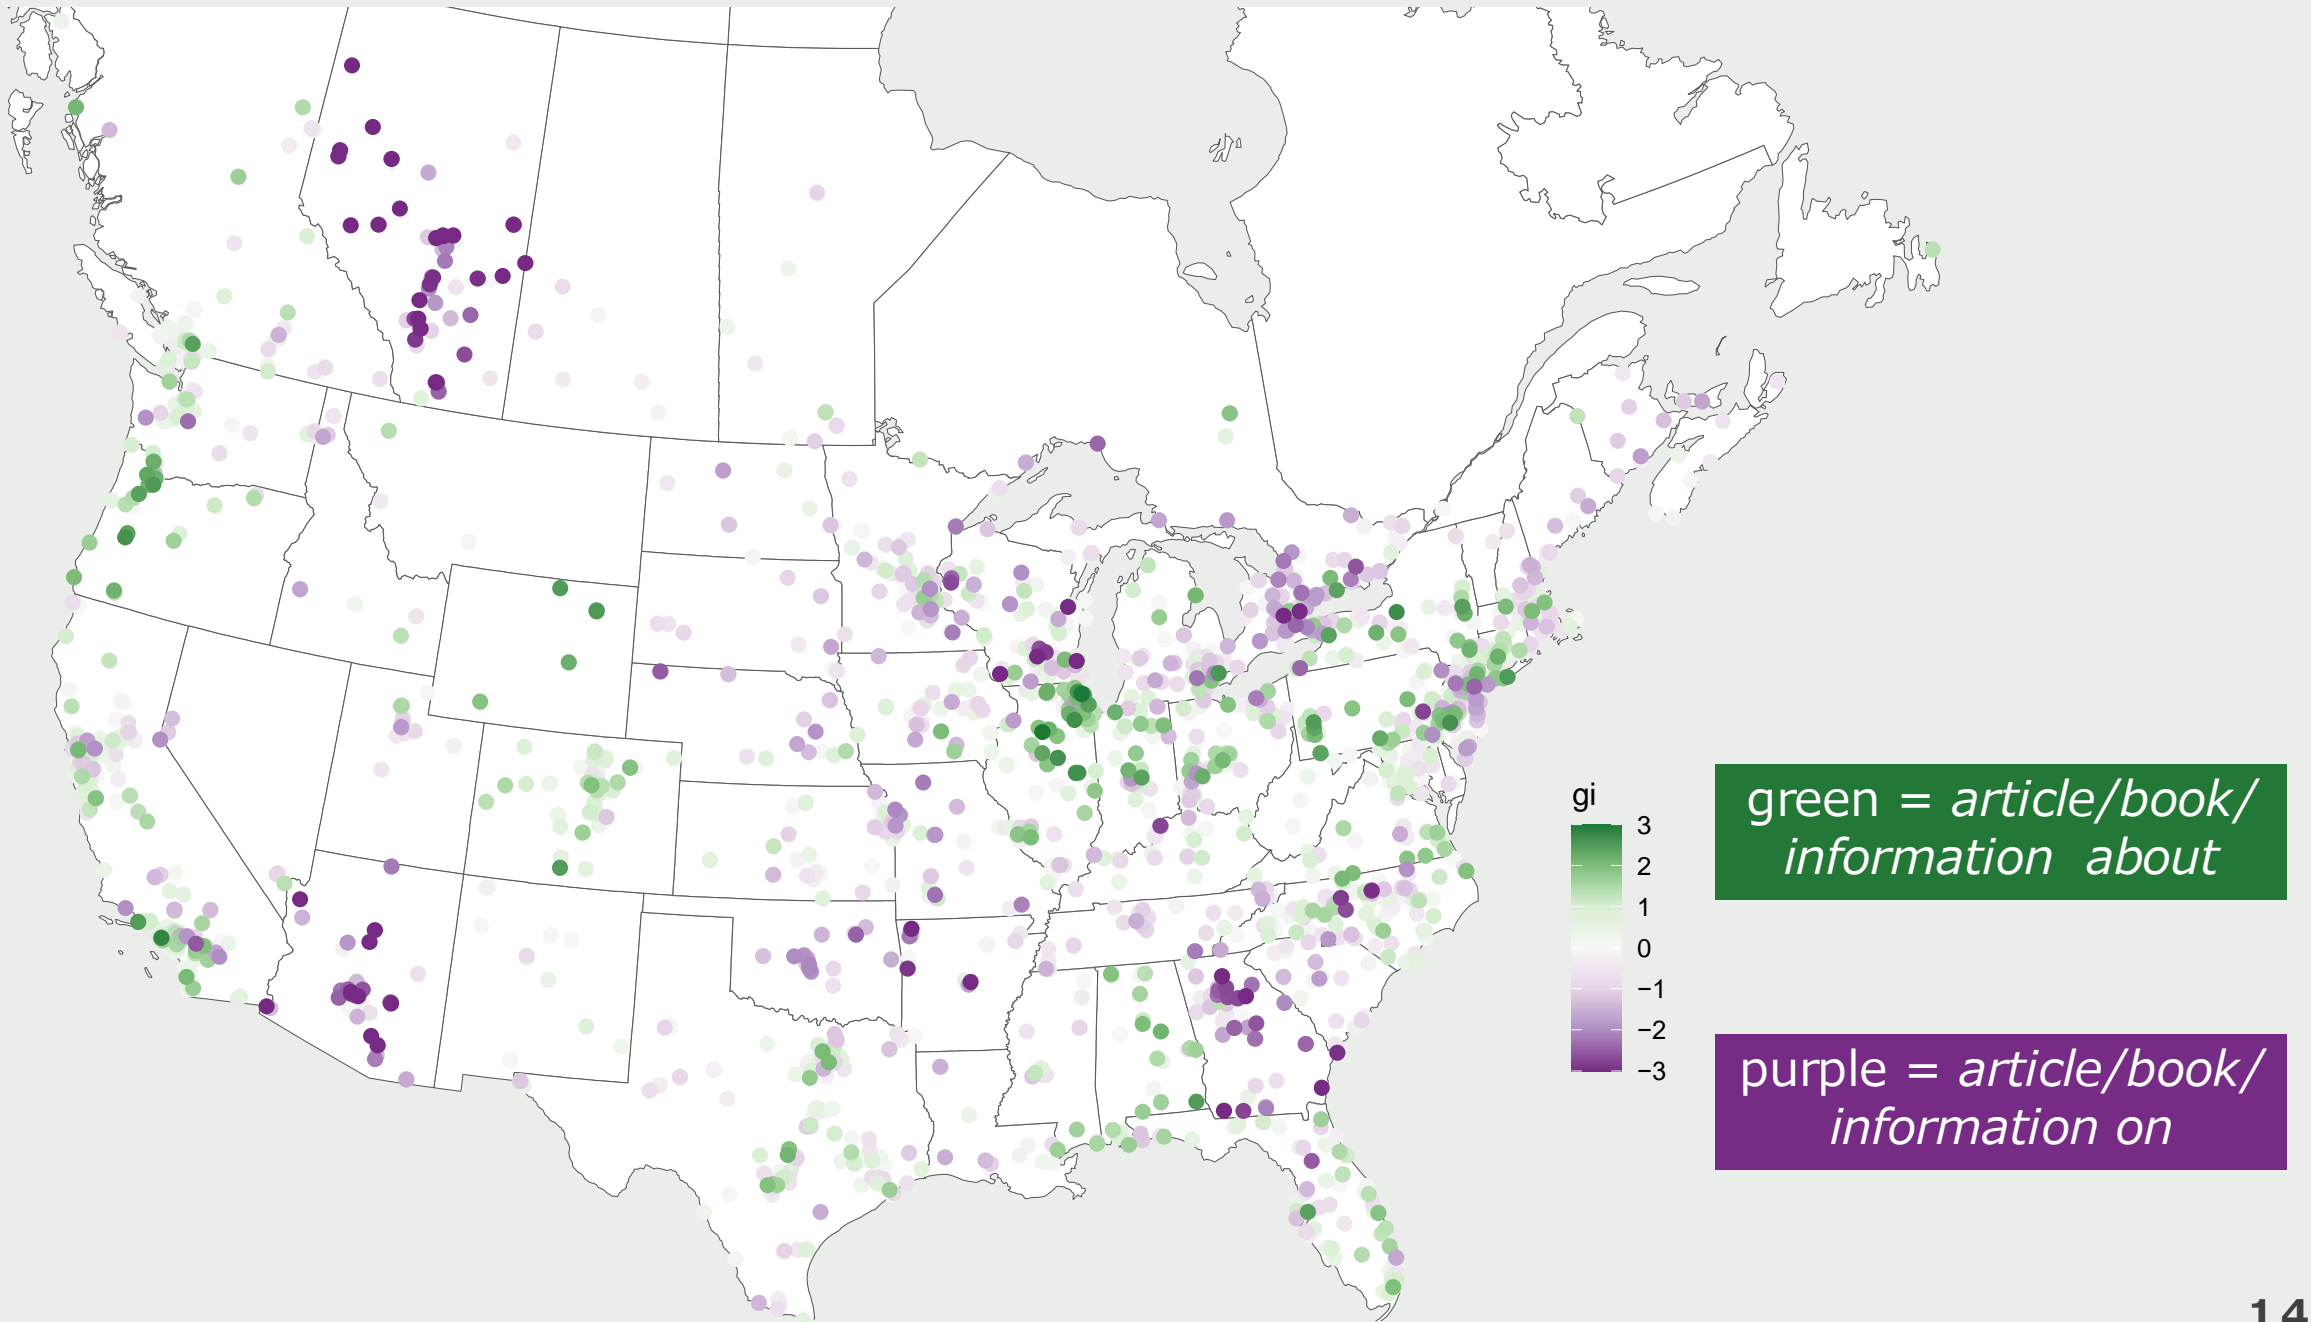 gi
3
2
1
0
−1
−2
−3
green = article/book/
information about
purple = article/book/
information on
14